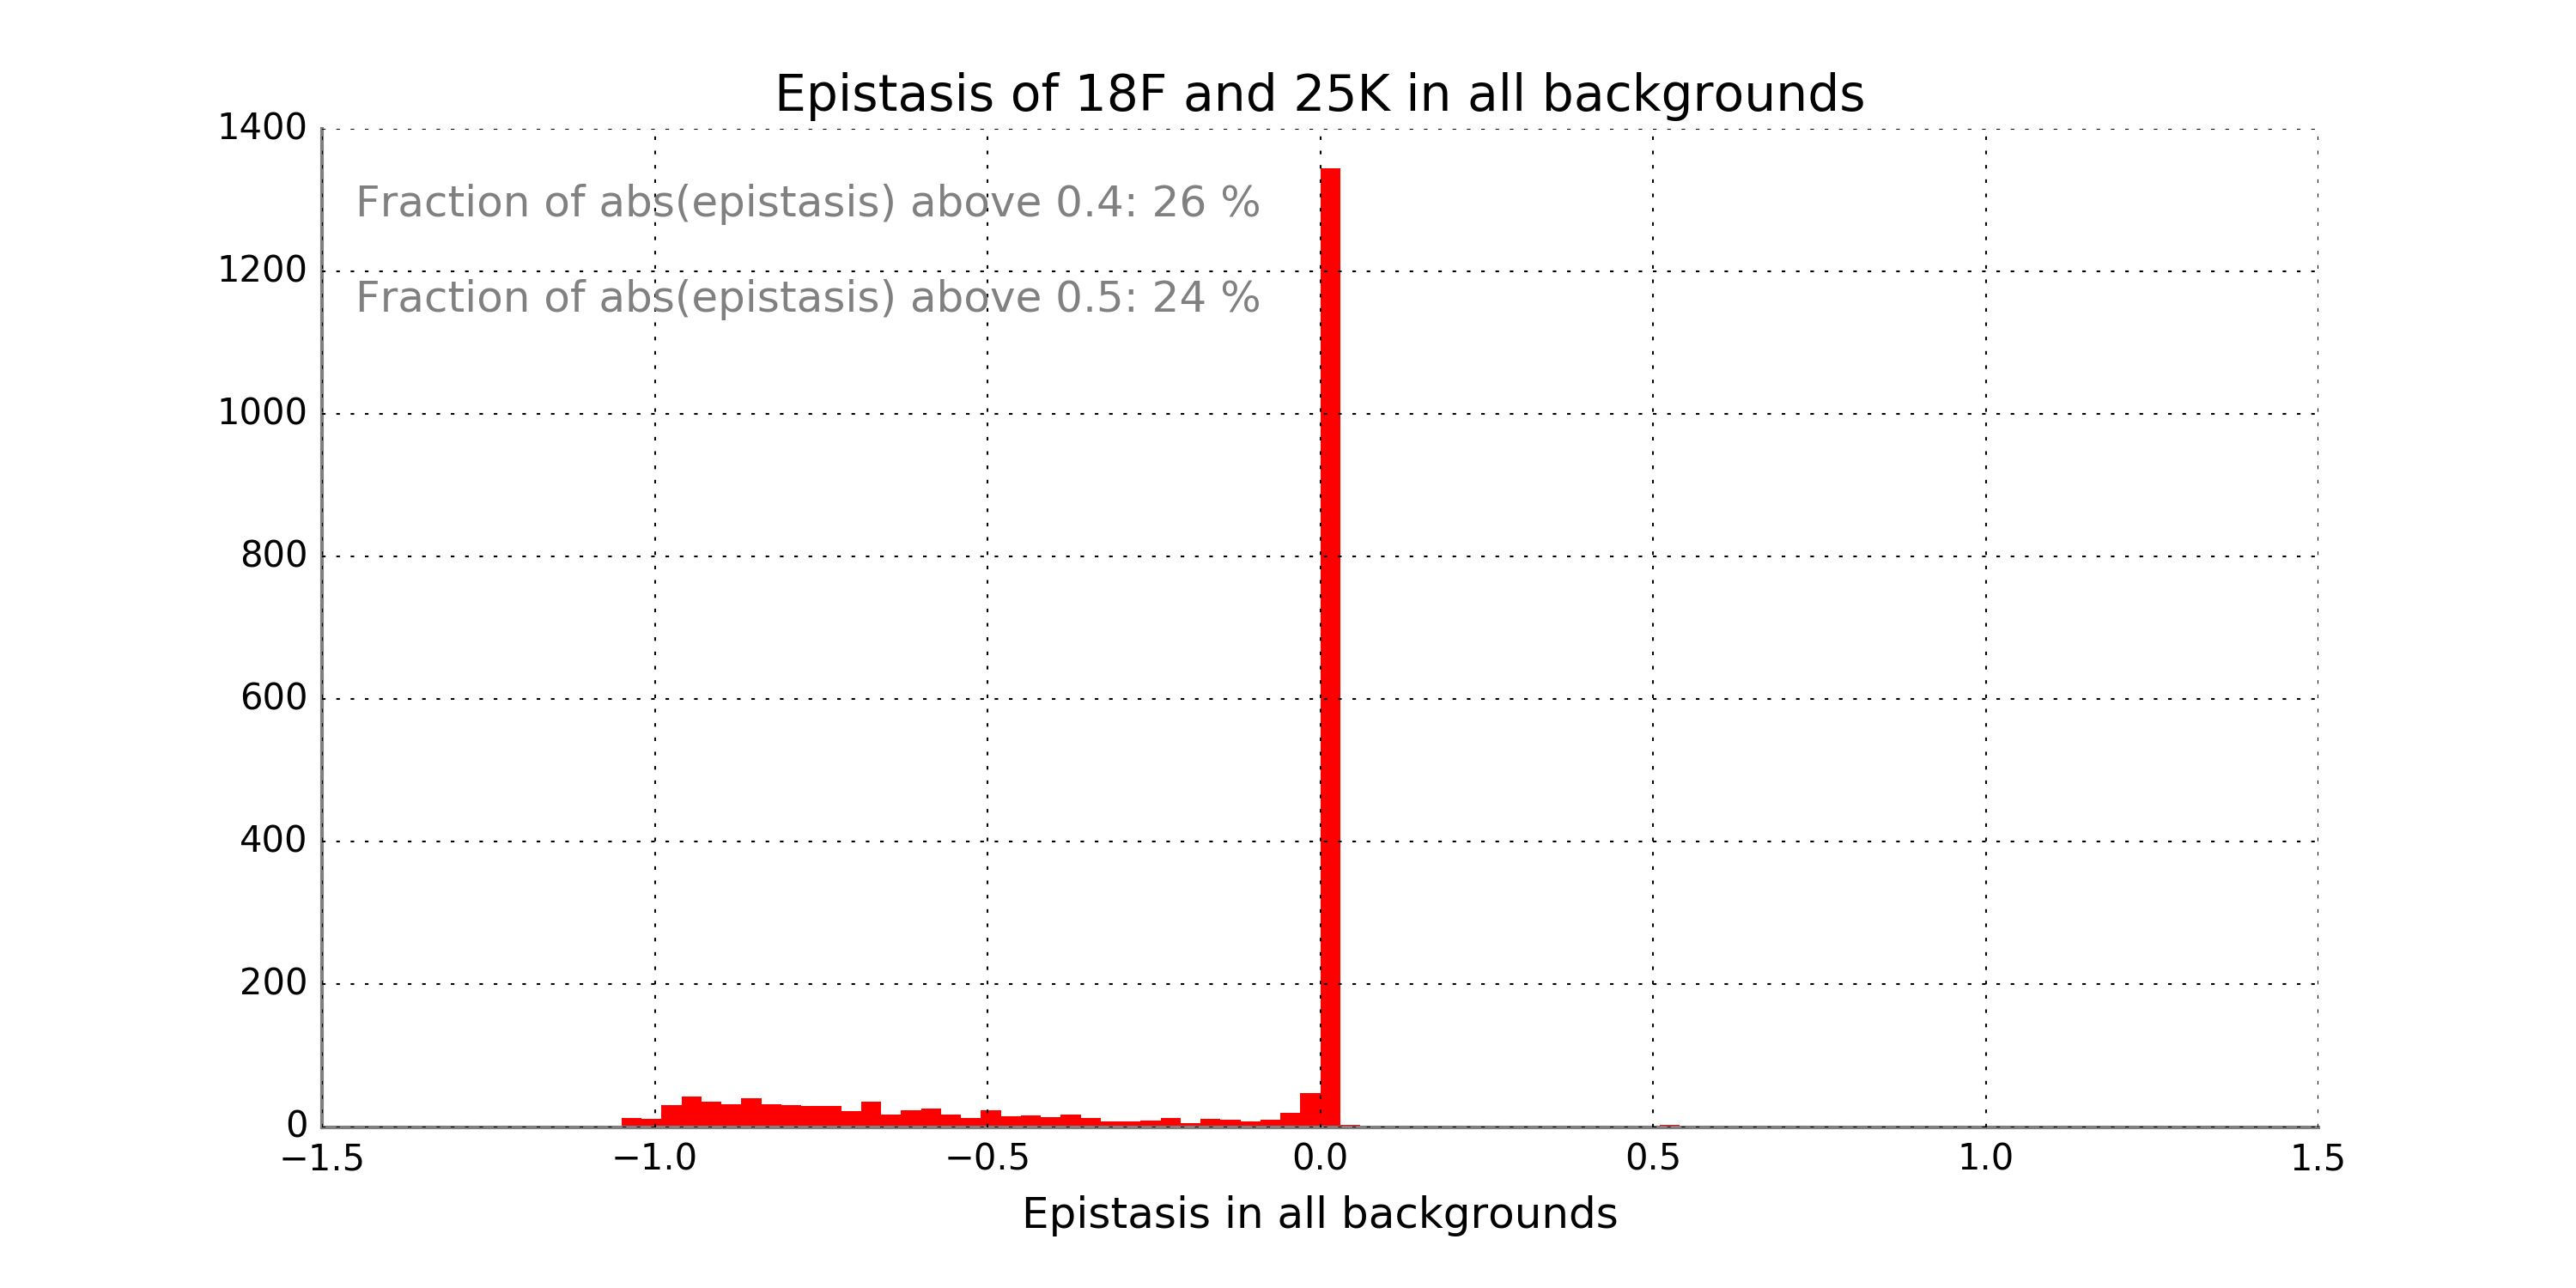 Epistasis of 18F and 25K in all backgrounds
1400
Fraction of abs(epistasis) above 0.4: 26 %
1200
Fraction of abs(epistasis) above 0.5: 24 %
1000
800
600
400
200
0
−1.5 −1.0 −0.5 0.0 0.5 1.0 1.5
Epistasis in all backgrounds